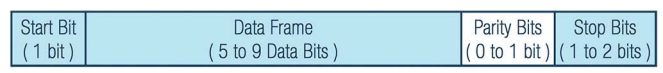 Start Bit
( 1 bit )
Data Frame
( 5 to 9 Data Bits )
Parity Bits
( 0 to 1 bit )
Stop Bits
( 1 to 2 bits )